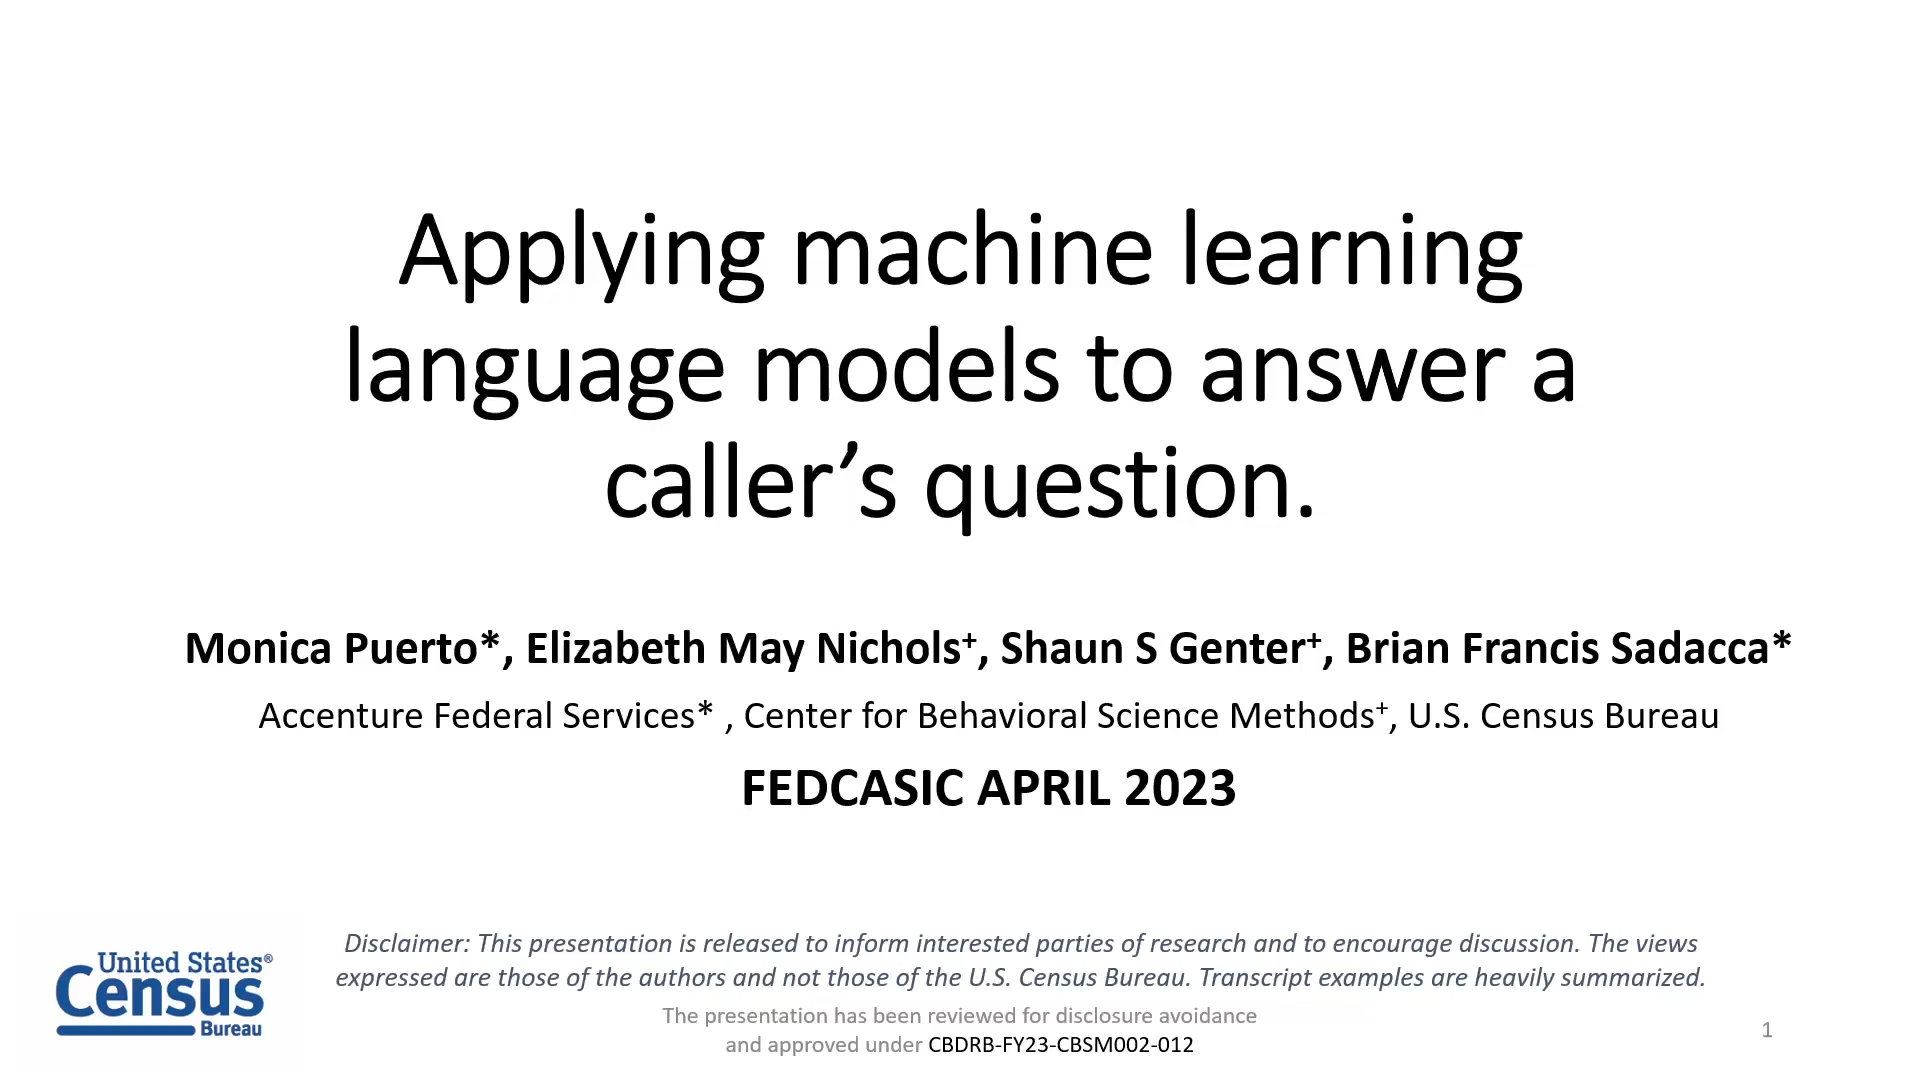 Applying machine learning
language models to answer a
caller’s question.
Monica Puerto*, Elizabeth May Nichols⁺, Shaun S Genter⁺, Brian Francis Sadacca*
Accenture Federal Services* , Center for Behavioral Science Methods⁺, U.S. Census Bureau
FEDCASIC APRIL 2023
Disclaimer: This presentation is released to inform interested parties of research and to encourage discussion. The views
expressed are those of the authors and not those of the U.S. Census Bureau. Transcript examples are heavily summarized.
United States®
Census
Bureau
The presentation has been reviewed for disclosure avoidance
and approved under CBDRB-FY23-CBSM002-012
1